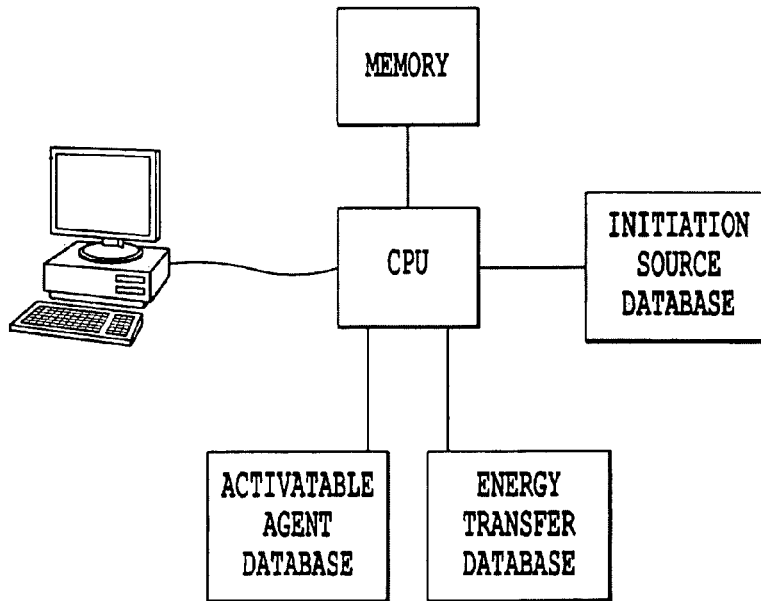 MEMORY
CPU
INITIATION
SOURCE
DATABASE
ACTIVATABLE
AGENT
DATABASE
ENERGY
TRANSFER
DATABASE